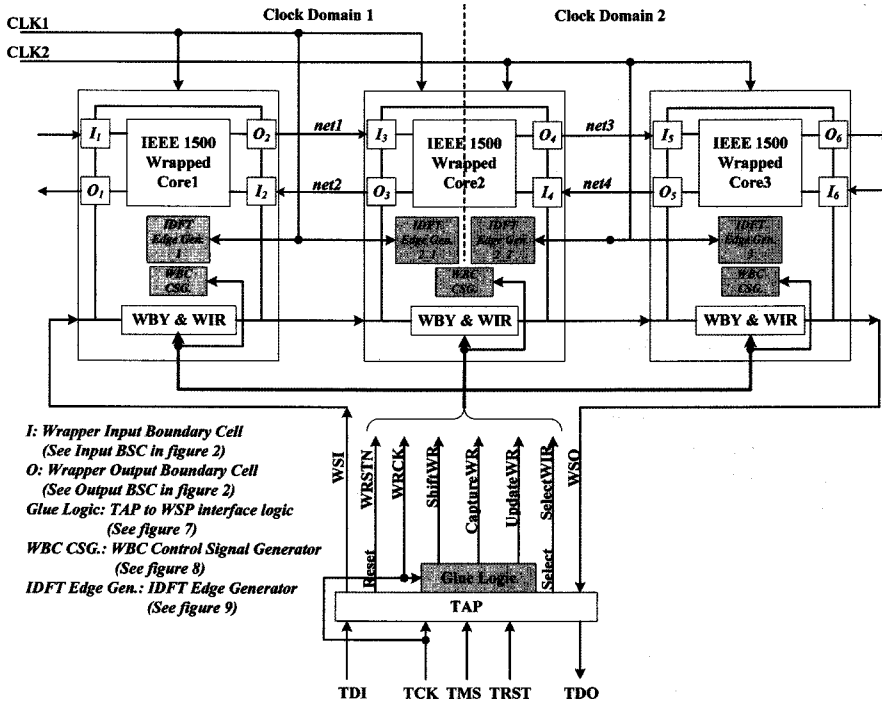 Clock Domain 1
Clock Domain 2
CLK1
CLK2
I1
IEEE 1500
Wrapped
Core1
O2
net1
I3
IEEE 1500
Wrapped
Core2
O4
net3
I5
IEEE 1500
Wrapped
Core3
O6
O1
I2
net2
O3
I4
net4
O5
I6
IDFT
Edge Gen.
1
IDFT
Edge Gen.
2_1
IDFT
Edge Gen.
2_2
IDFT
Edge Gen.
3
WBC
CSG.
WBC
CSG.
WBC
CSG.
WBY & WIR
WBY & WIR
WBY & WIR
I: Wrapper Input Boundary Cell
(See Input BSC in figure 2)
O: Wrapper Output Boundary Cell
(See Output BSC in figure 2)
Glue Logic: TAP to WSP interface logic
(See figure 7)
WBC CSG.: WBC Control Signal Generator
(See figure 8)
IDFT Edge Gen.: IDFT Edge Generator
(See figure 9)
WSI
WRSTN
WRCK
ShiftWR
CaptureWR
UpdateWR
SelectWIR
WSO
Reset
Glue Logic
Select
TAP
TDI
TCK
TMS
TRST
TDO